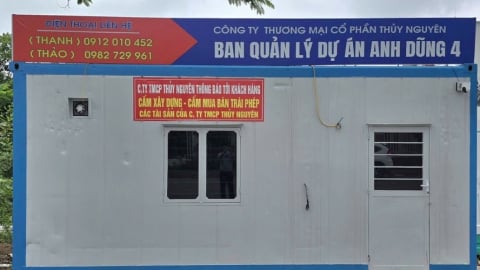 ĐIỆN THOẠI LIÊN HỆ
( THANH ) 0912 010 452
( THẢO ) 0982 729 961
CÔNG TY THƯƠNG MẠI CỔ PHẦN THỦY NGUYÊN
BAN QUẢN LÝ DỰ ÁN ANH DŨNG 4
C.TY TMCP THỦY NGUYÊN THÔNG BÁO TỚI KHÁCH HÀNG
CẤM XÂY DỰNG - CẤM MUA BÁN TRÁI PHÉP
CÁC TÀI SẢN CỦA C. TY TMCP THỦY NGUYÊN